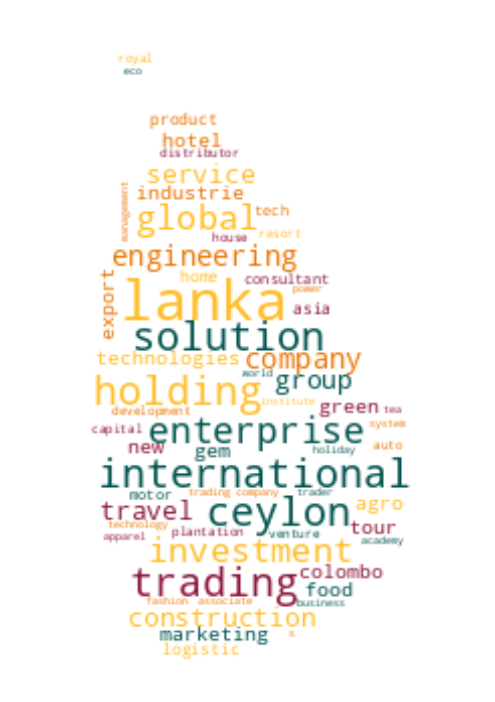 royal
eco
product
hotel
distributor
service
management
industrie
global
tech
house
resort
engineering
home
consultant
export
lanka
power
asia
solution
technologies
company
world
group
holding
institute
development
green
tea
capital
enterprise
system
new
gem
holiday
auto
international
motor
trading company
trader
travel
ceylon
agro
technology
plantation
venture
tour
apparel
academy
investment
trading
colombo
food
fashion
associate
business
construction
marketing
s
logistic